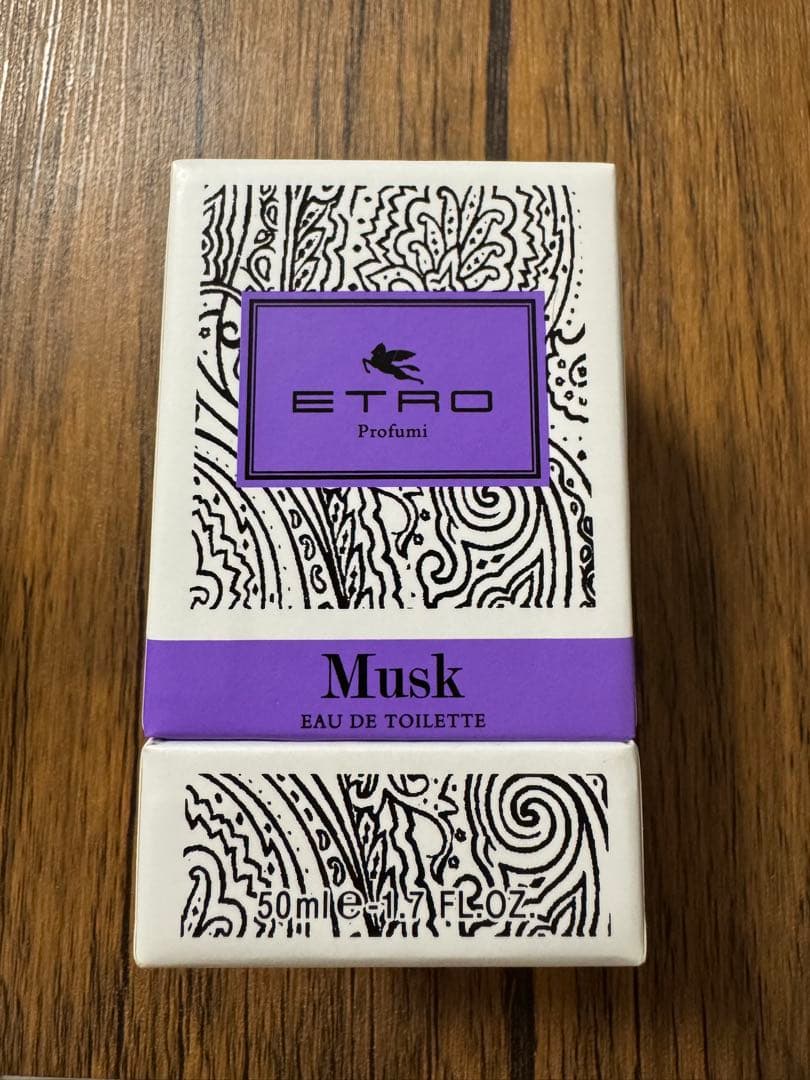 ETRO
Profumi
Musk
EAU DE TOILETTE
50ml e-1.7 FL.OZ.